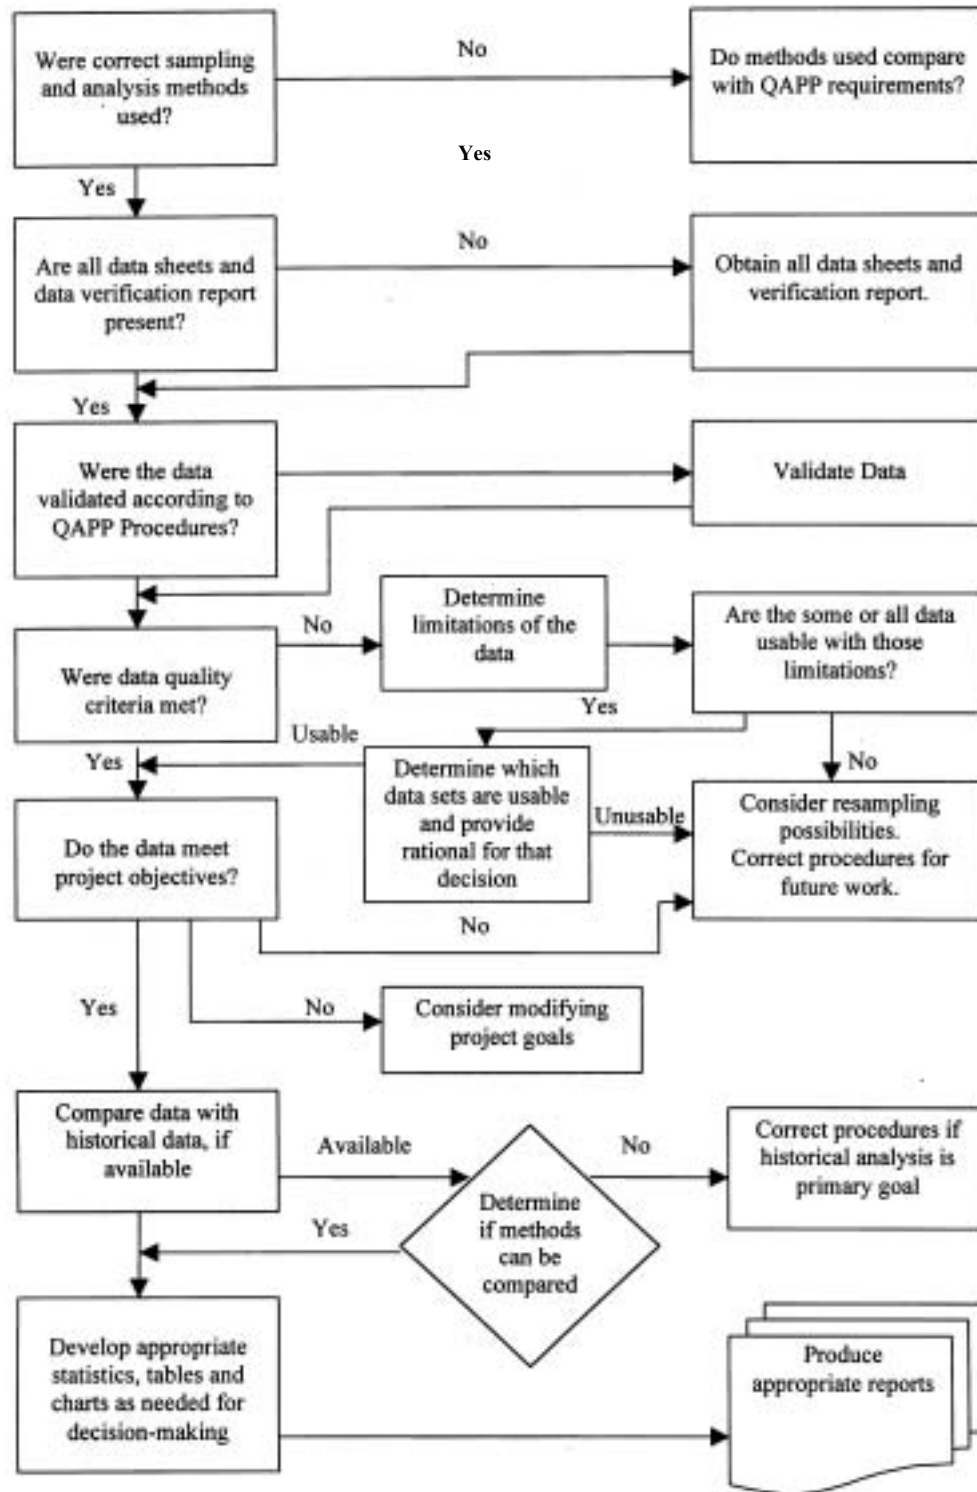 Were correct sampling
and analysis methods
used?
No
Do methods used compare
with QAPP requirements?
Yes
Yes
Are all data sheets and
data verification report
present?
No
Obtain all data sheets and
verification report.
Yes
Were the data
validated according to
QAPP Procedures?
Validate Data
Were data quality
criteria met?
No
Determine
limitations of the
data
Are the some or all data
usable with those
limitations?
Yes
No
Usable
Determine which
data sets are usable
and provide
rational for that
decision
Unusable
Consider resampling
possibilities.
Correct procedures for
future work.
Yes
Do the data meet
project objectives?
No
No
Consider modifying
project goals
Yes
Compare data with
historical data, if
available
Available
Determine
if methods
can be
compared
No
Correct procedures if
historical analysis is
primary goal
Yes
Develop appropriate
statistics, tables and
charts as needed for
decision-making
Produce
appropriate reports